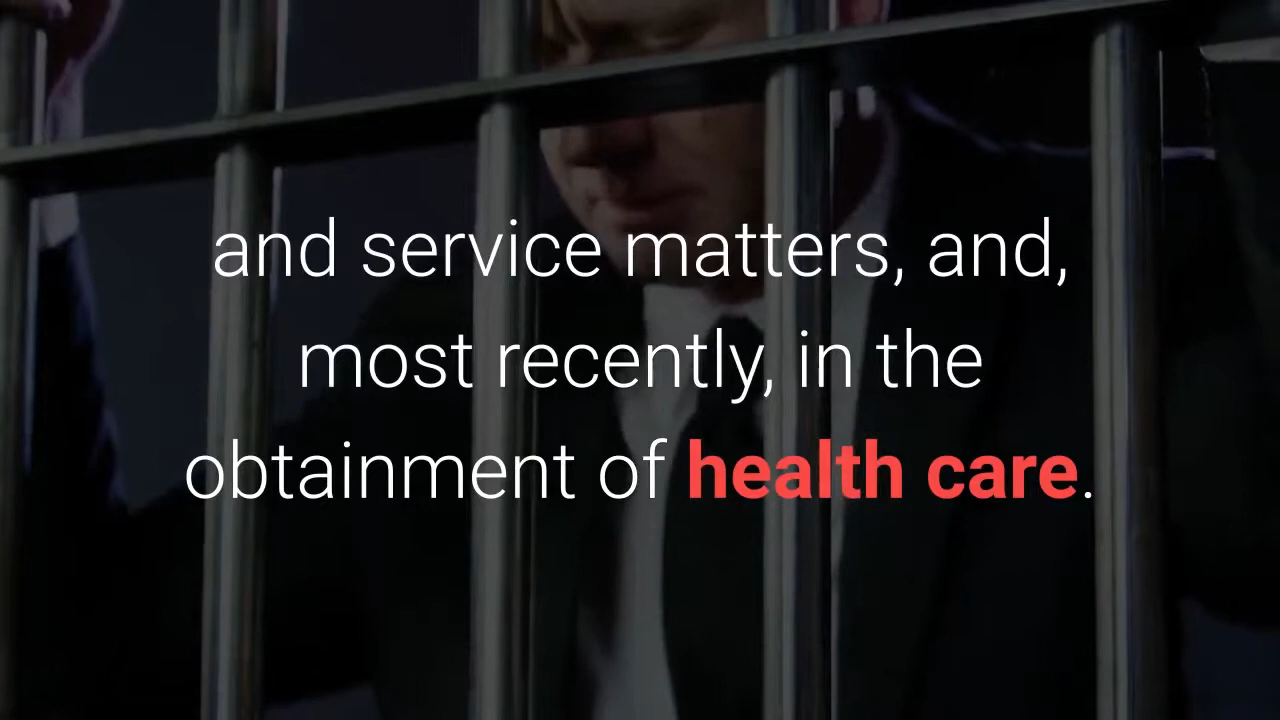 and service matters, and,
most recently, in the
obtainment of health care.